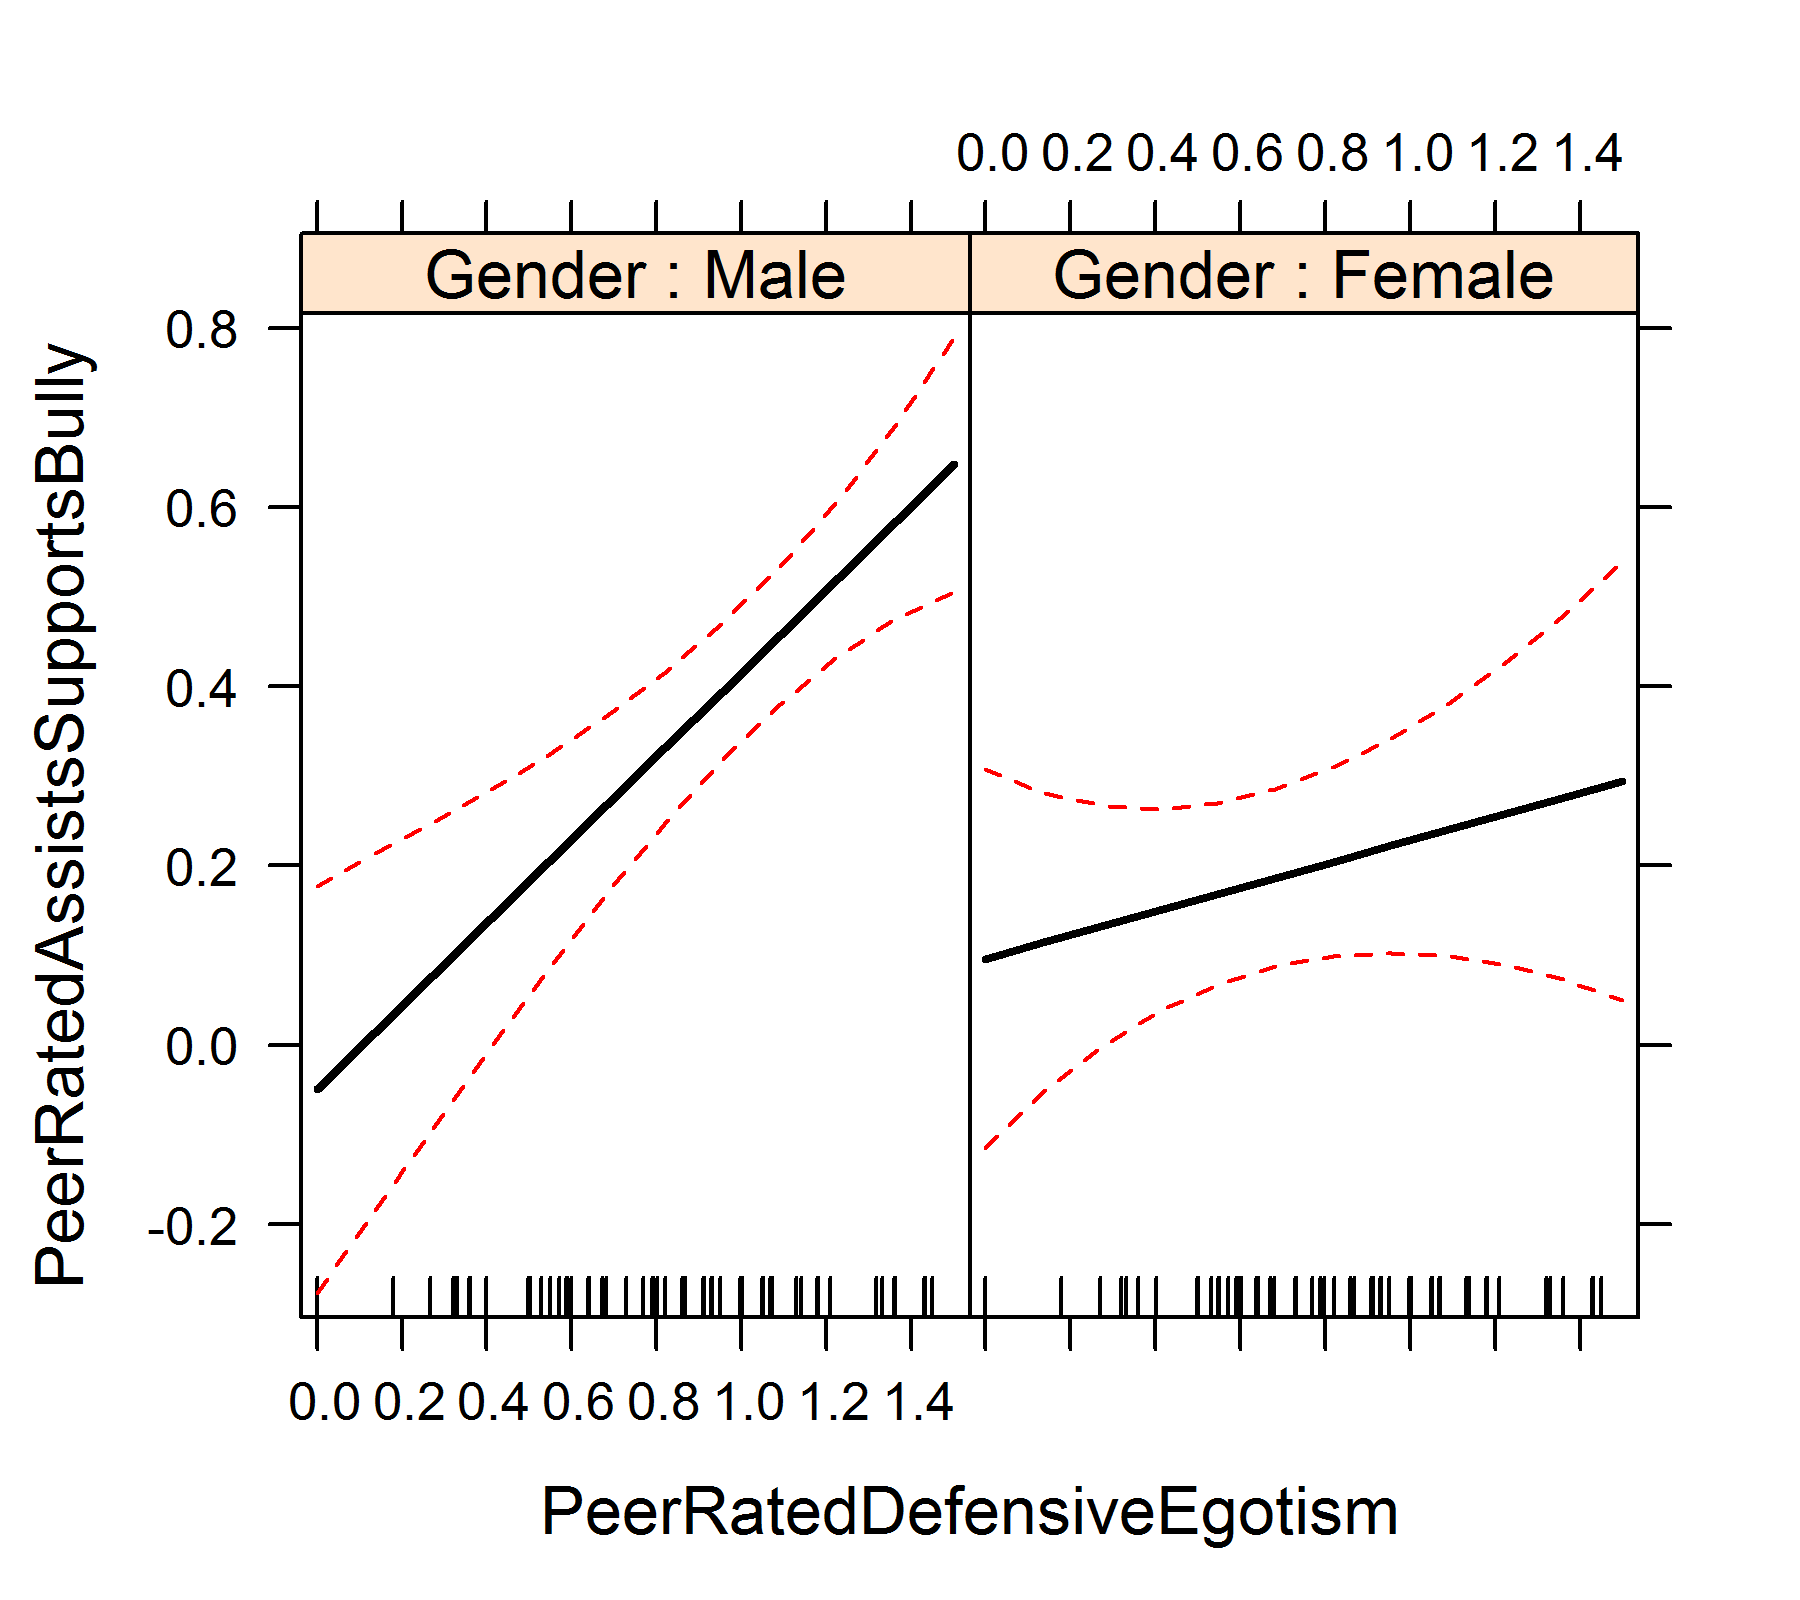 0.0 0.2 0.4 0.6 0.8 1.0 1.2 1.4
Gender : Male
Gender : Female
PeerRatedAssistsSupportsBully
0.8
0.6
0.4
0.2
0.0
-0.2
0.0 0.2 0.4 0.6 0.8 1.0 1.2 1.4
PeerRatedDefensiveEgotism